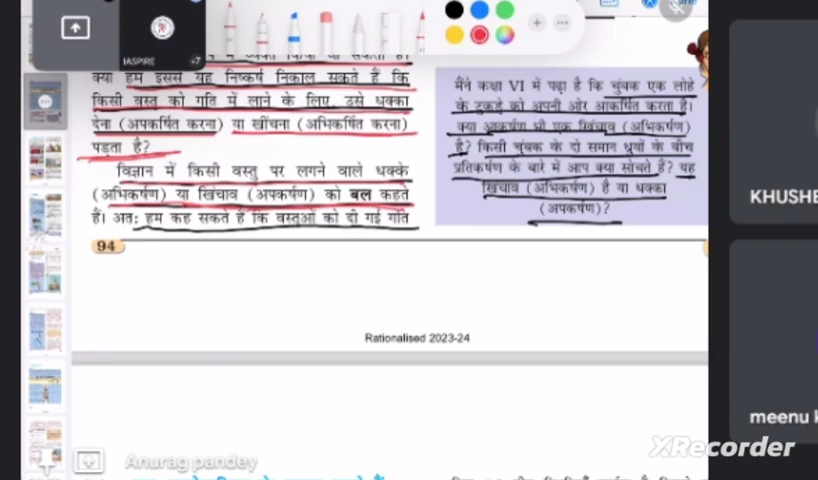 IASPIRE
+7
क्या हम इससे यह निष्कर्ष निकाल सकते हैं कि
किसी वस्तु को गति में लाने के लिए, उसे धक्का
देना (अपकर्षित करना) या खींचना (अभिकर्षित करना)
पड़ता है?
विज्ञान में किसी वस्तु पर लगने वाले धक्के
(अभिकर्षण) या खिंचाव (अपकर्षण) को बल कहते
हैं। अतः हम कह सकते हैं कि वस्तुओं को दी गई गति
94
मैंने कक्षा VI में पढ़ा है कि चुंबक एक लोहे
के टुकड़े को अपनी ओर आकर्षित करता है।
क्या आकर्षण भी एक खिंचाव (अभिकर्षण)
है? किसी चुंबक के दो समान ध्रुवों के बीच
प्रतिकर्षण के बारे में आप क्या सोचते हैं? यह
खिंचाव (अभिकर्षण) है या धक्का
(अपकर्षण)?
Rationalised 2023-24
Anurag pandey
KHUSHE
meenu k
XRecorder